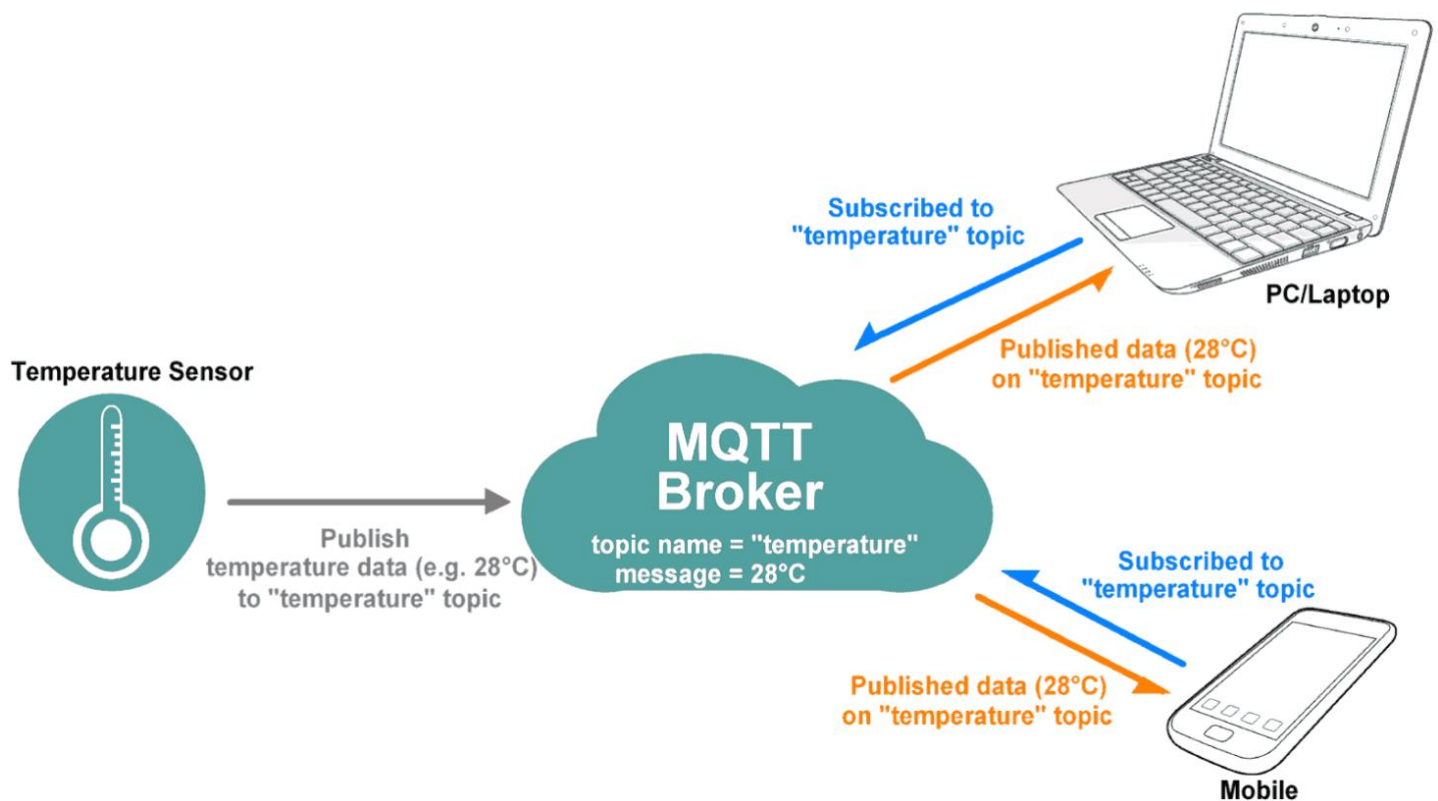 Subscribed to
"temperature" topic
PC/Laptop
Published data (28°C)
on "temperature" topic
Temperature Sensor
MQTT
Broker
topic name = "temperature"
message = 28°C
Publish
temperature data (e.g. 28°C)
to "temperature" topic
Subscribed to
"temperature" topic
Published data (28°C)
on "temperature" topic
Mobile